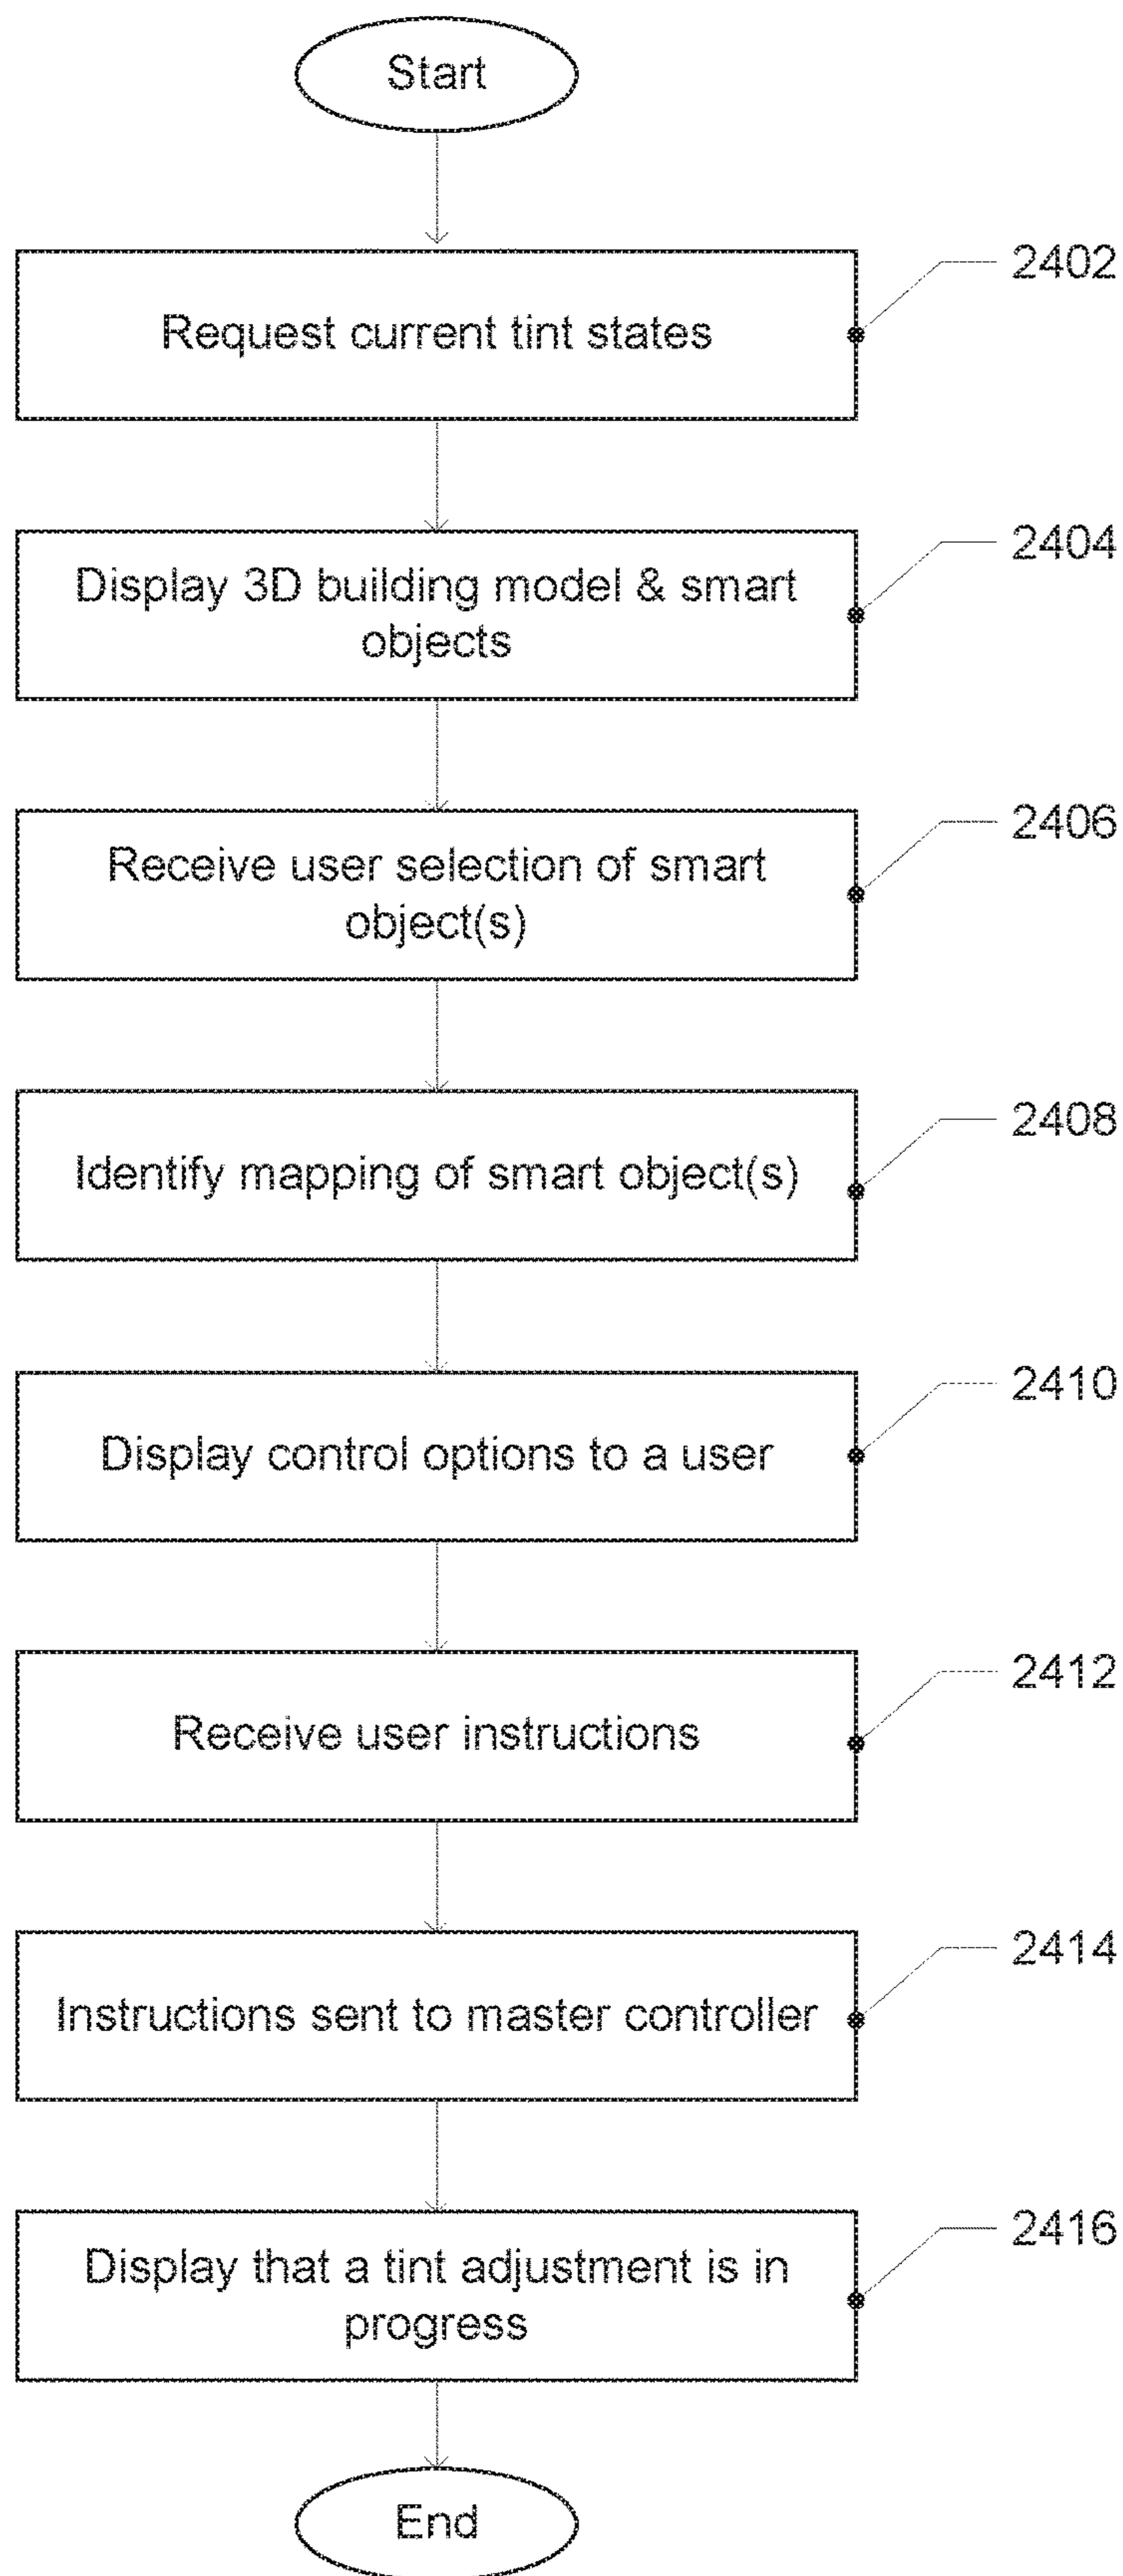 Start
2402
Request current tint states
2404
Display 3D building model & smart
objects
2406
Receive user selection of smart
object(s)
2408
Identify mapping of smart object(s)
2410
Display control options to a user
2412
Receive user instructions
2414
Instructions sent to master controller
2416
Display that a tint adjustment is in
progress
End